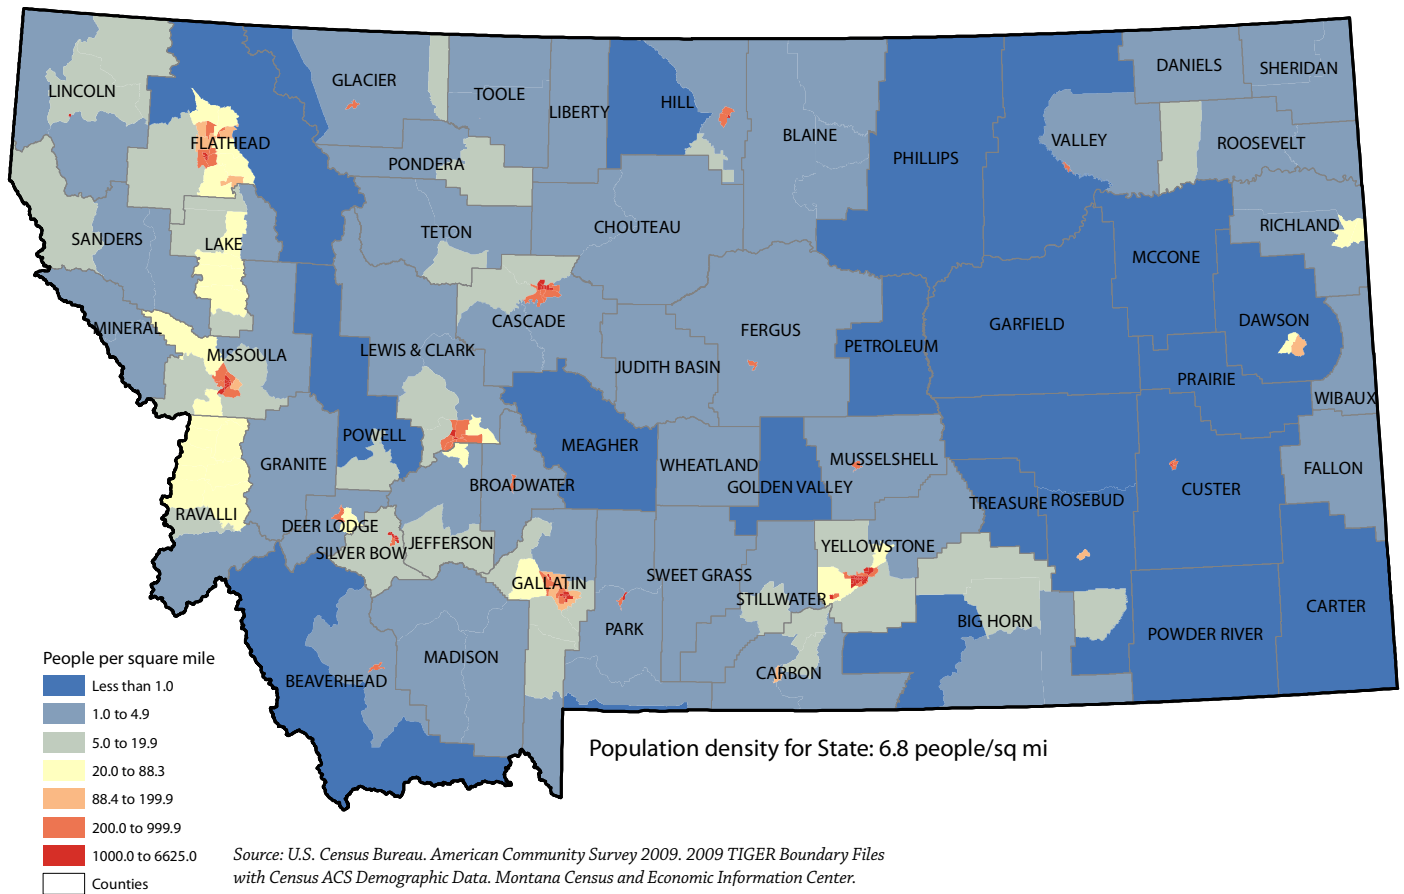 GLACIER
TOOLE
LIBERTY
HILL
BLAINE
PHILLIPS
VALLEY
DANIELS
SHERIDAN
ROOSEVELT
LINCOLN
FLATHEAD
PONDERA
SANDERS
LAKE
TETON
CHOUTEAU
RICHLAND
MCCONE
MINERAL
MISSOULA
LEWIS & CLARK
CASCADE
JUDITH BASIN
FERGUS
PETROLEUM
GARFIELD
DAWSON
PRAIRIE
WIBAUX
POWELL
GRANITE
MEAGHER
BROADWATER
WHEATLAND
GOLDEN VALLEY
MUSSELSHELL
TREASURE
ROSEBUD
CUSTER
FALLON
RAVALLI
DEER LODGE
SILVER BOW
JEFFERSON
GALLATIN
SWEET GRASS
STILLWATER
YELLOWSTONE
BIG HORN
POWDER RIVER
CARTER
PARK
MADISON
BEAVERHEAD
CARBON
People per square mile
Less than 1.0
1.0 to 4.9
5.0 to 19.9
20.0 to 88.3
88.4 to 199.9
200.0 to 999.9
1000.0 to 6625.0
Counties
Population density for State: 6.8 people/sq mi
Source: U.S. Census Bureau. American Community Survey 2009. 2009 TIGER Boundary Files
with Census ACS Demographic Data. Montana Census and Economic Information Center.